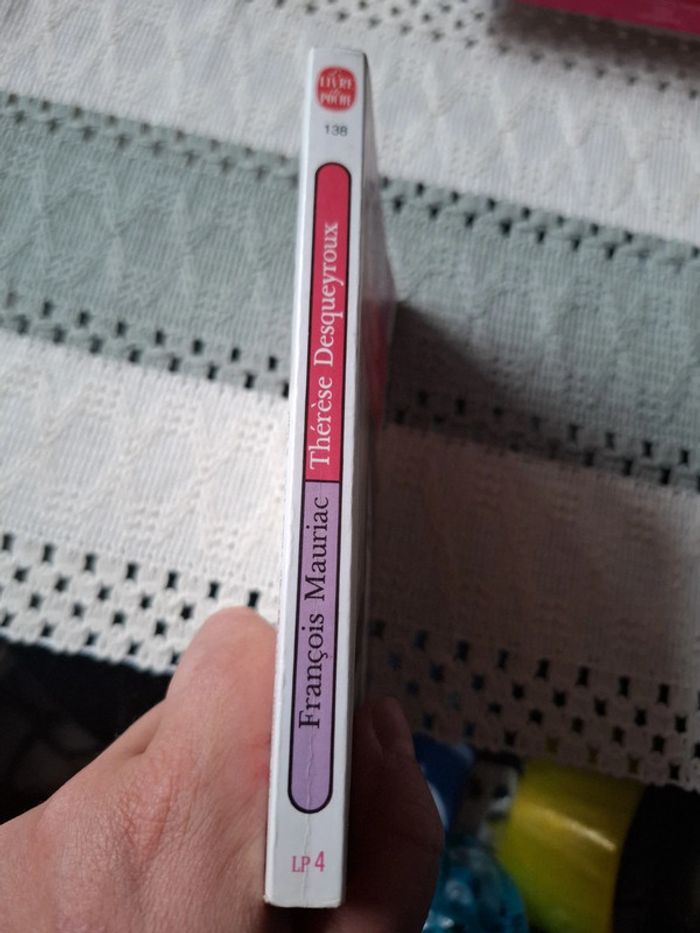 LE LIVRE
DE POCHE
138
François Mauriac Thérèse Desqueyroux
LP 4